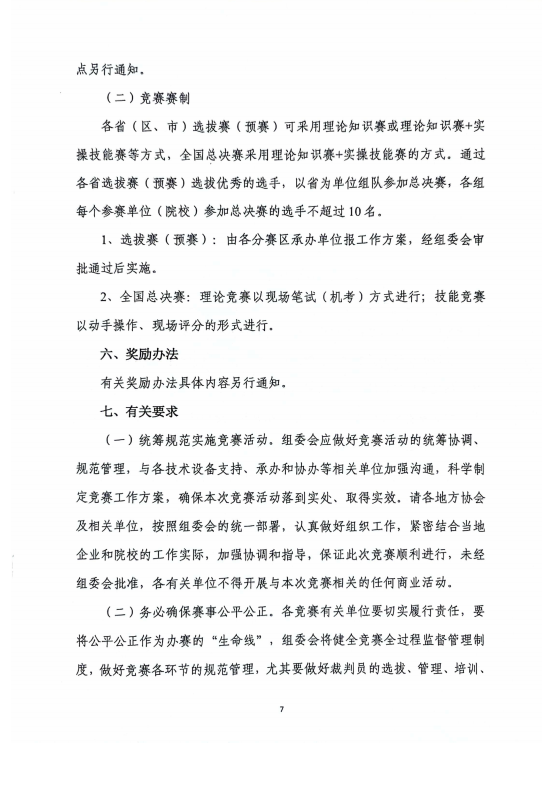 点另行通知。
（二）竞赛赛制
各省（区、市）选拔赛（预赛）可采用理论知识赛或理论知识赛+实
操技能赛等方式，全国总决赛采用理论知识赛+实操技能赛的方式。通过
各省选拔赛（预赛）选拔优秀的选手，以省为单位组队参加总决赛，各组
每个参赛单位（院校）参加总决赛的选手不超过 10 名。
1、选拔赛（预赛）：由各分赛区承办单位报工作方案，经组委会审
批通过后实施。
2、全国总决赛：理论竞赛以现场笔试（机考）方式进行；技能竞赛
以动手操作、现场评分的形式进行。
六、奖励办法
有关奖励办法具体内容另行通知。
七、有关要求
（一）统筹规范实施竞赛活动。组委会应做好竞赛活动的统筹协调、
规范管理，与各技术设备支持、承办和协办等相关单位加强沟通，科学制
定竞赛工作方案，确保本次竞赛活动落到实处、取得实效。请各地方协会
及相关单位，按照组委会的统一部署，认真做好组织工作，紧密结合当地
企业和院校的工作实际，加强协调和指导，保证此次竞赛顺利进行，未经
组委会批准，各有关单位不得开展与本次竞赛相关的任何商业活动。
（二）务必确保赛事公平公正。各竞赛有关单位要切实履行责任，要
将公平公正作为办赛的“生命线”，组委会将健全竞赛全过程监督管理制
度，做好竞赛各环节的规范管理，尤其要做好裁判员的选拔、管理、培训、
7